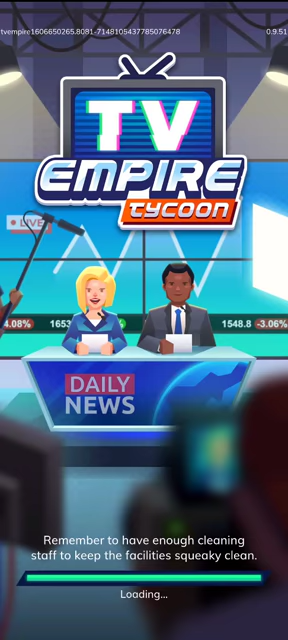 tvempire1606650265.8081-7148105437785076478
0.9.51
TV
EMPIRE
TYCOON
LIVE
4.08%
1653
1548.8
-3.06%
DAILY
NEWS
Remember to have enough cleaning
staff to keep the facilities squeaky clean.
Loading...